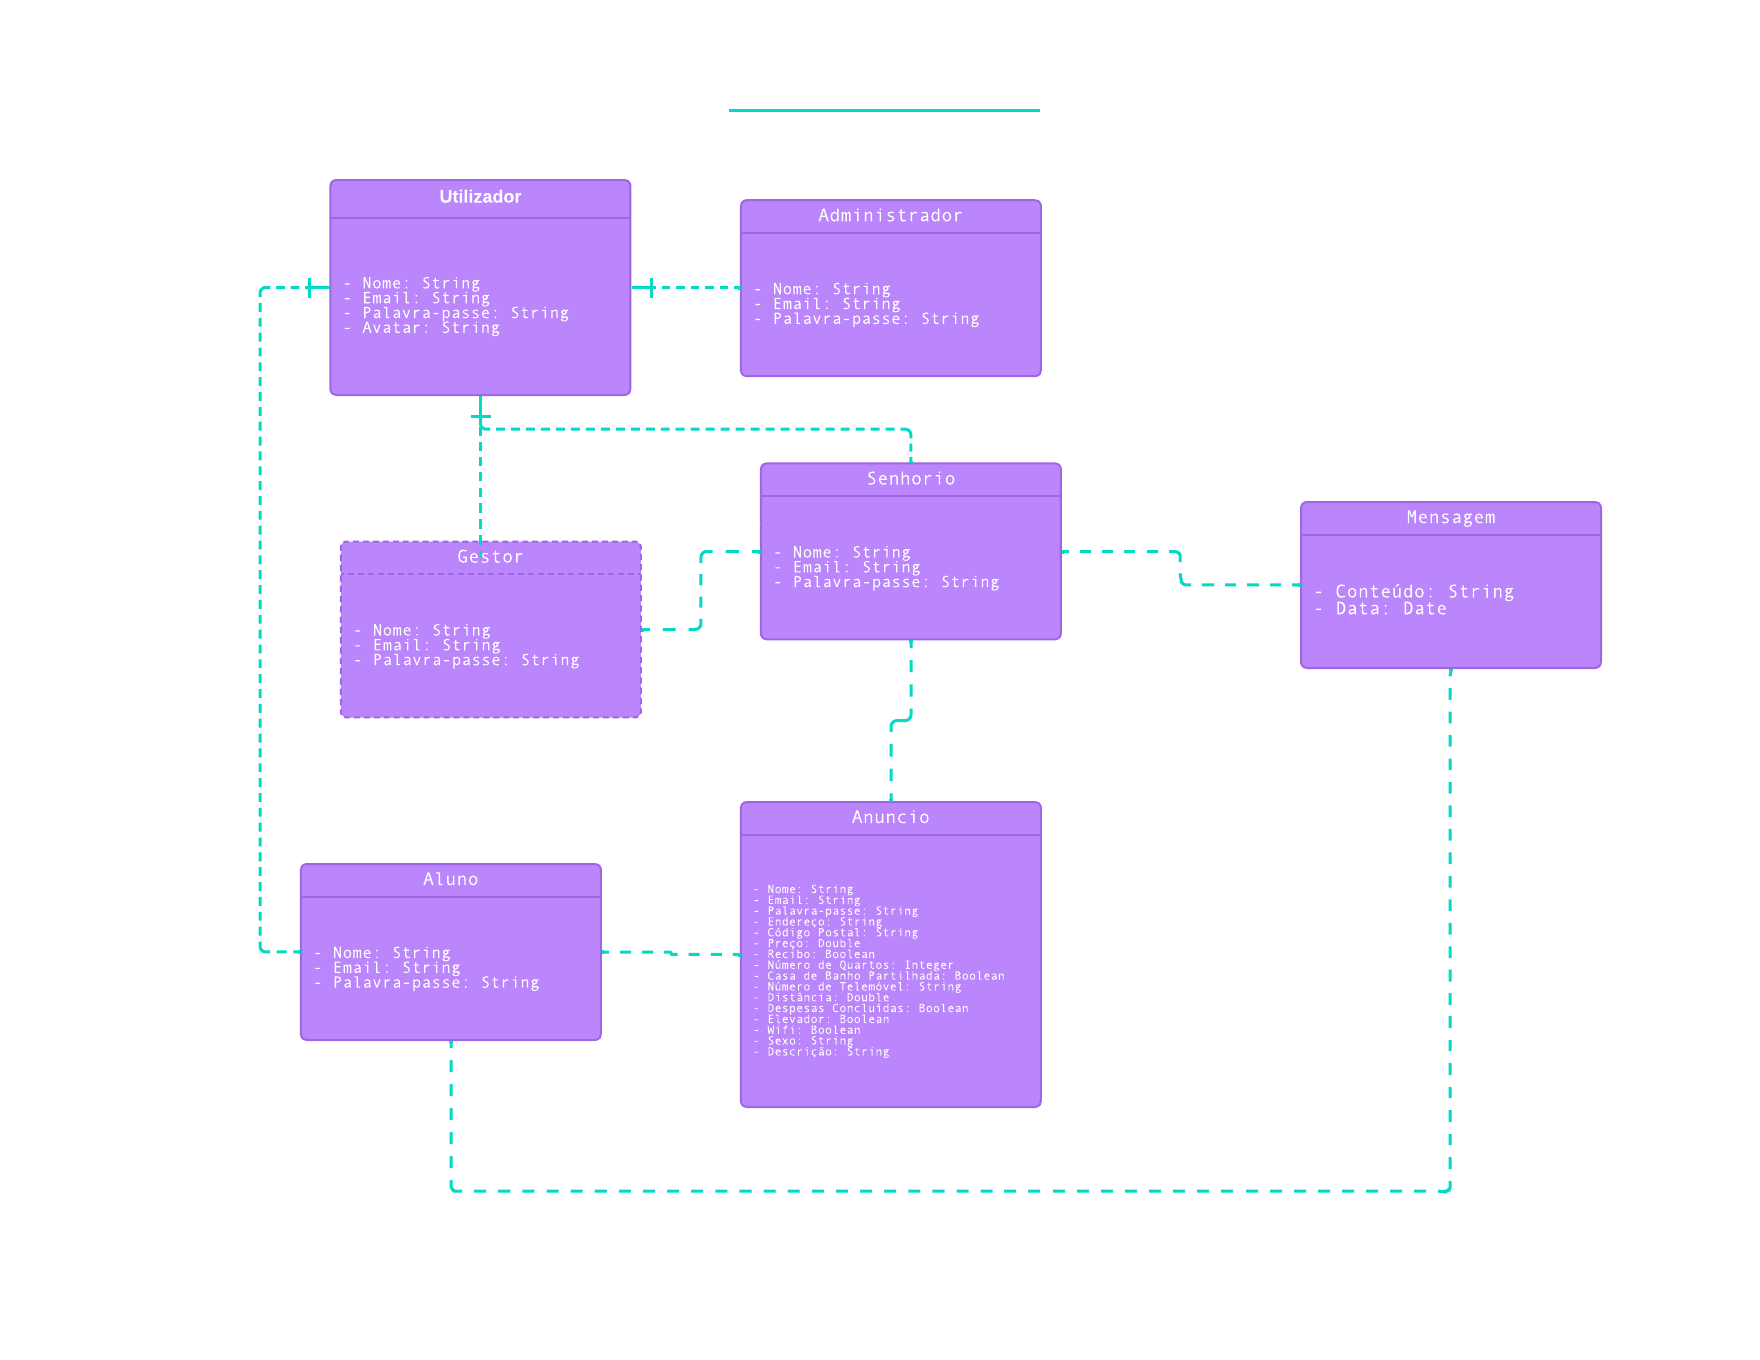 Utilizador
- Nome: String
- Email: String
- Palavra-passe: String
- Avatar: String
Administrador
- Nome: String
- Email: String
- Palavra-passe: String
Senhorio
- Nome: String
- Email: String
- Palavra-passe: String
Mensagem
- Conteúdo: String
- Data: Date
Gestor
- Nome: String
- Email: String
- Palavra-passe: String
Anuncio
- Nome: String
- Email: String
- Palavra-passe: String
- Endereço: String
- Código Postal: String
- Preço: Double
- Recibo: Boolean
- Número de Quartos: Integer
- Casa de Banho Partilhada: Boolean
- Número de Telemóvel: String
- Distância: Double
- Despesas Concluídas: Boolean
- Elevador: Boolean
- Wifi: Boolean
- Sexo: String
- Descrição: String
Aluno
- Nome: String
- Email: String
- Palavra-passe: String